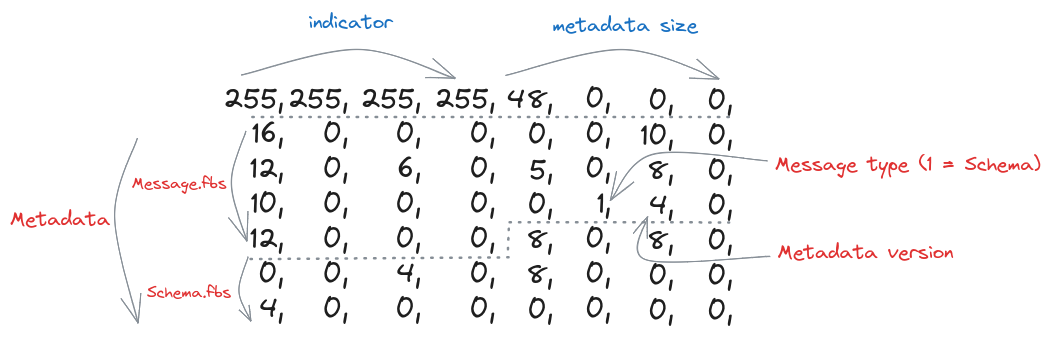 indicator
metadata size
255, 255, 255, 255, 48, 0, 0, 0,
16, 0, 0, 0, 0, 0, 10, 0,
12, 0, 6, 0, 5, 0, 8, 0,
Message type (1 = Schema)
Message.fbs
10, 0, 0, 0, 0, 1, 4, 0,
Metadata
12, 0, 0, 0, 8, 0, 8, 0,
Metadata version
0, 0, 4, 0, 8, 0, 0, 0,
Schema.fbs
4, 0, 0, 0, 0, 0, 0, 0,